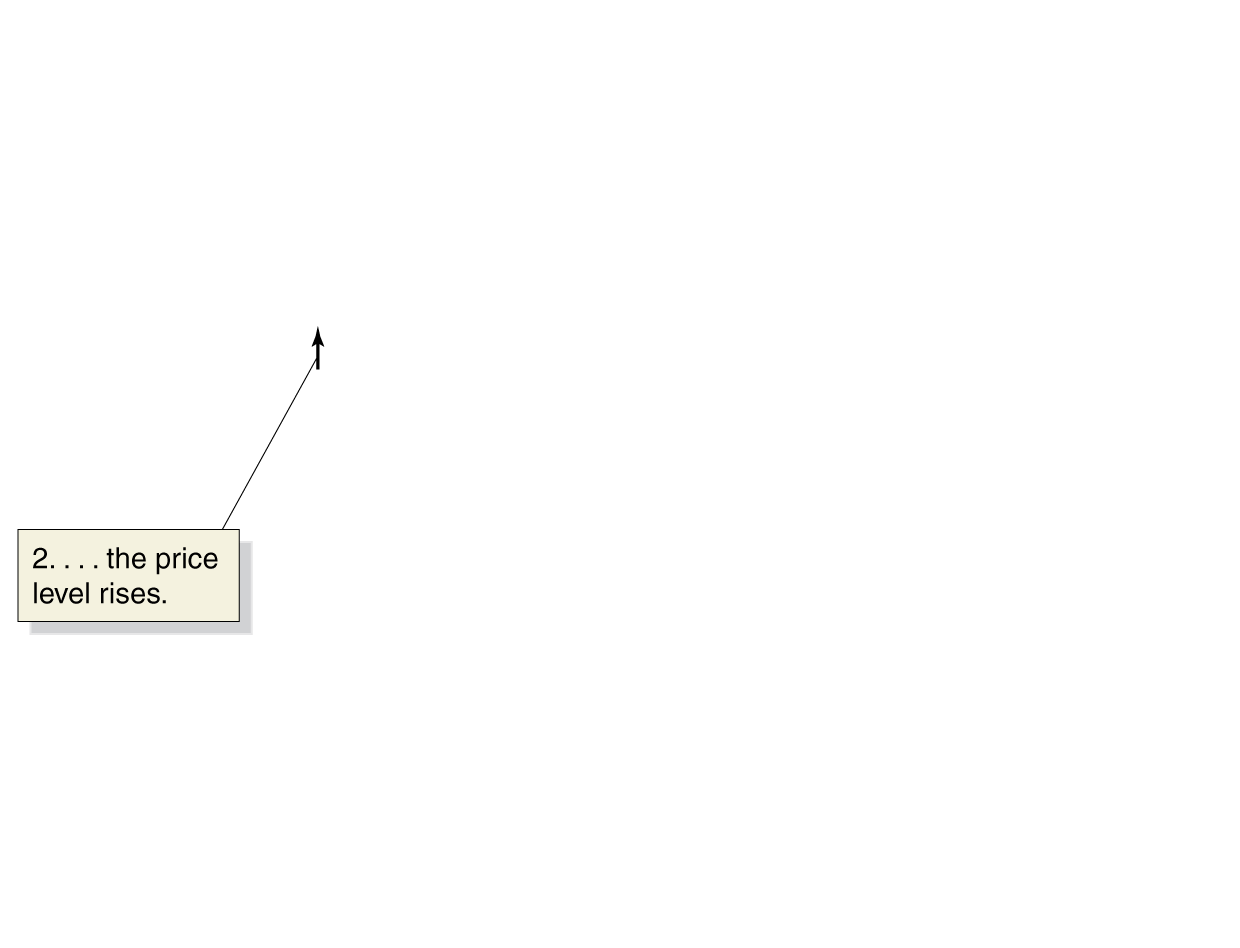 2. . . . the price
level rises.